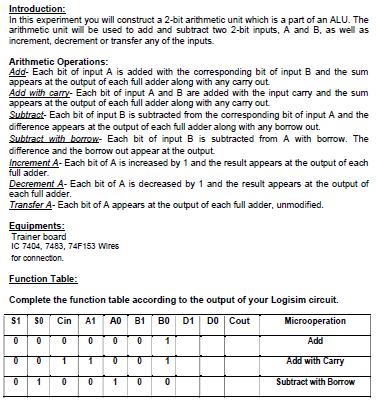 Introduction:
In this experiment you will construct a 2-bit arithmetic unit which is a part of an ALU. The
arithmetic unit will be used to add and subtract two 2-bit inputs, A and B, as well as
increment, decrement or transfer any of the inputs.
Arithmetic Operations:
Add- Each bit of input A is added with the corresponding bit of input B and the sum
appears at the output of each full adder along with any carry out.
Add with carry- Each bit of input A and B are added with the input carry and the sum
appears at the output of each full adder along with any carry out.
Subtract- Each bit of input B is subtracted from the corresponding bit of input A and the
difference appears at the output of each full adder along with any borrow out.
Subtract with borrow- Each bit of input B is subtracted from A with borrow. The
difference and the borrow out appear at the output.
Increment A- Each bit of A is increased by 1 and the result appears at the output of each
full adder.
Decrement A- Each bit of A is decreased by 1 and the result appears at the output of
each full adder.
Transfer A- Each bit of A appears at the output of each full adder, unmodified.
Equipments:
Trainer board
IC 7404, 7483, 74F153 Wires
for connection.
Function Table:
Complete the function table according to the output of your Logisim circuit.
S1 S0 Cin A1 A0 B1 B0 D1 D0 Cout Microoperation
0 0 0 0 0 0 1 Add
0 0 1 1 0 0 1 Add with Carry
0 1 0 0 1 0 0 Subtract with Borrow